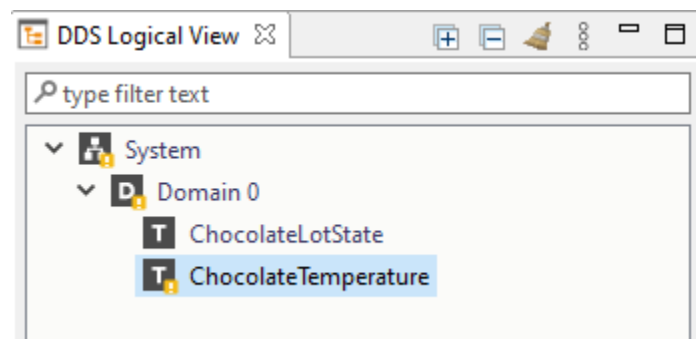 DDS Logical View
type filter text
System
D Domain 0
T ChocolateLotState
T ChocolateTemperature